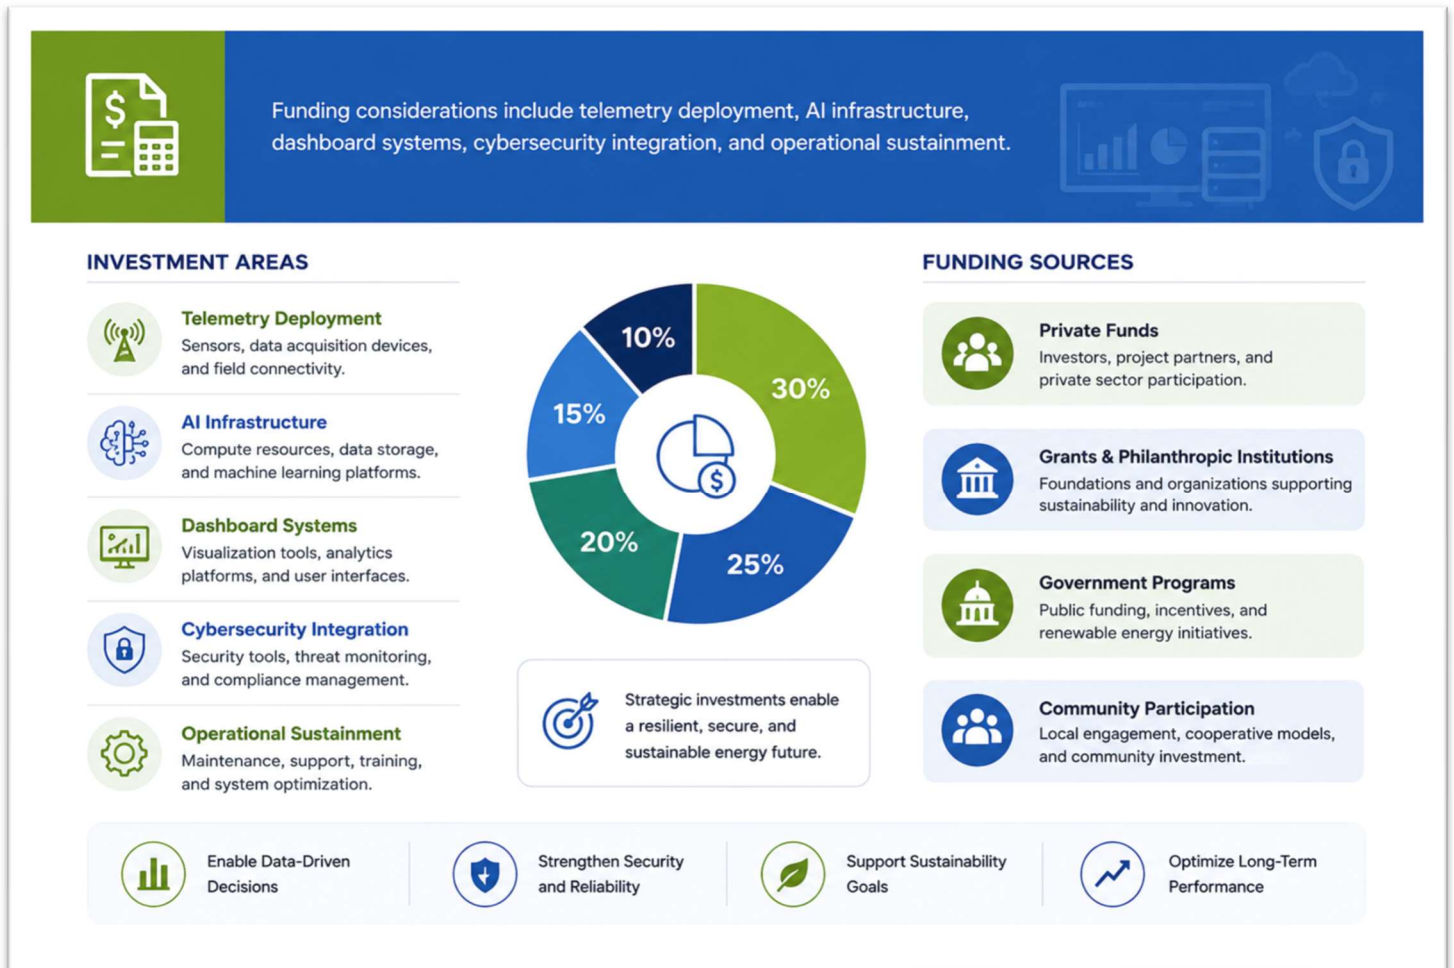 $
Funding considerations include telemetry deployment, AI infrastructure,
dashboard systems, cybersecurity integration, and operational sustainment.
INVESTMENT AREAS
Telemetry Deployment
Sensors, data acquisition devices,
and field connectivity.
AI Infrastructure
Compute resources, data storage,
and machine learning platforms.
Dashboard Systems
Visualization tools, analytics
platforms, and user interfaces.
Cybersecurity Integration
Security tools, threat monitoring,
and compliance management.
Operational Sustainment
Maintenance, support, training,
and system optimization.
10%
30%
15%
20%
25%
$
Strategic investments enable
a resilient, secure, and
sustainable energy future.
FUNDING SOURCES
Private Funds
Investors, project partners, and
private sector participation.
Grants & Philanthropic Institutions
Foundations and organizations supporting
sustainability and innovation.
Government Programs
Public funding, incentives, and
renewable energy initiatives.
Community Participation
Local engagement, cooperative models,
and community investment.
Enable Data-Driven
Decisions
Strengthen Security
and Reliability
Support Sustainability
Goals
Optimize Long-Term
Performance